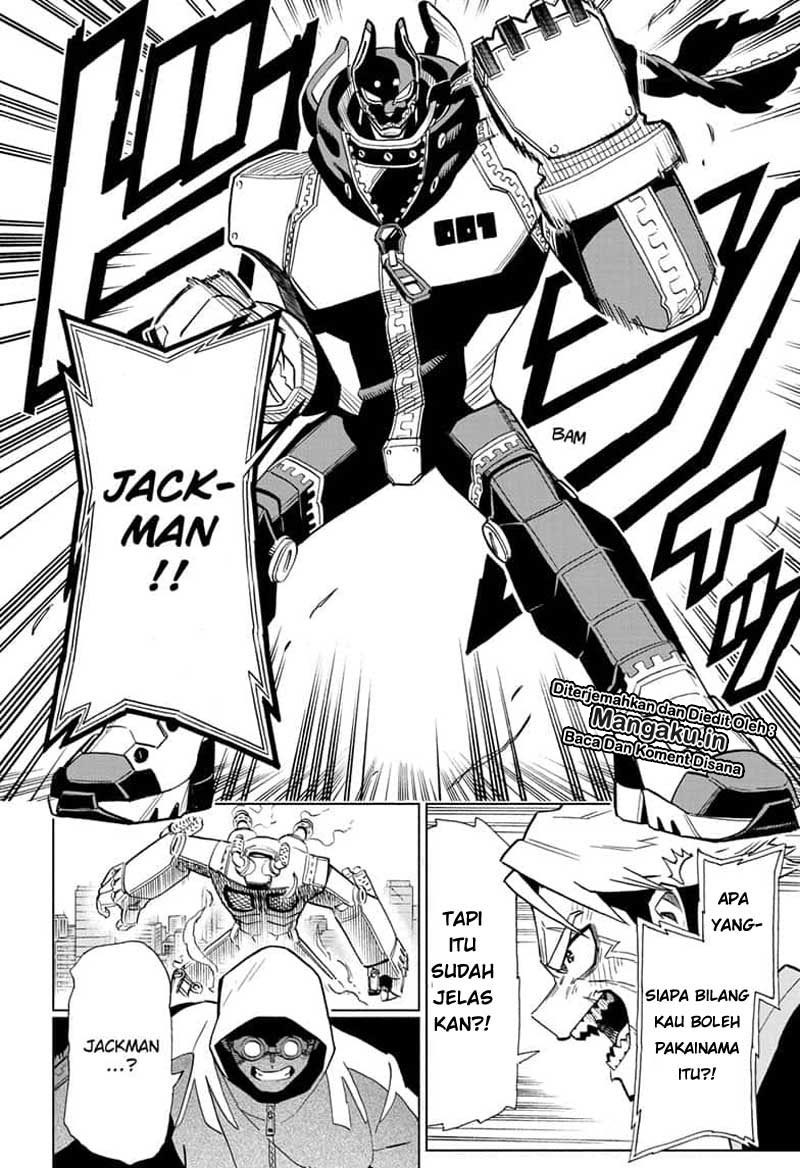 001
BAM
JACK-
MAN
!!
Diterjemahkan dan Diedit Oleh :
Mangaku.in
Baca Dan Koment Disana
APA
YANG-
SIAPA BILANG
KAU BOLEH
PAKAINAMA
ITU?!
TAPI
ITU
SUDAH
JELAS
KAN?!
JACKMAN
...?